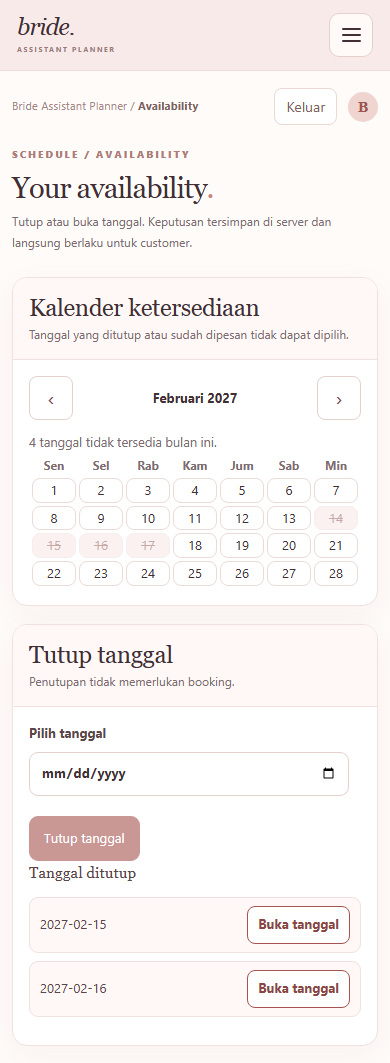 bride.
ASSISTANT PLANNER
Bride Assistant Planner / Availability
Keluar
B
SCHEDULE / AVAILABILITY
Your availability.
Tutup atau buka tanggal. Keputusan tersimpan di server dan
langsung berlaku untuk customer.
Kalender ketersediaan
Tanggal yang ditutup atau sudah dipesan tidak dapat dipilih.
‹ Februari 2027 ›
4 tanggal tidak tersedia bulan ini.
Sen Sel Rab Kam Jum Sab Min
1 2 3 4 5 6 7
8 9 10 11 12 13 14
15 16 17 18 19 20 21
22 23 24 25 26 27 28
Tutup tanggal
Penutupan tidak memerlukan booking.
Pilih tanggal
mm/dd/yyyy
Tutup tanggal
Tanggal ditutup
2027-02-15 Buka tanggal
2027-02-16 Buka tanggal